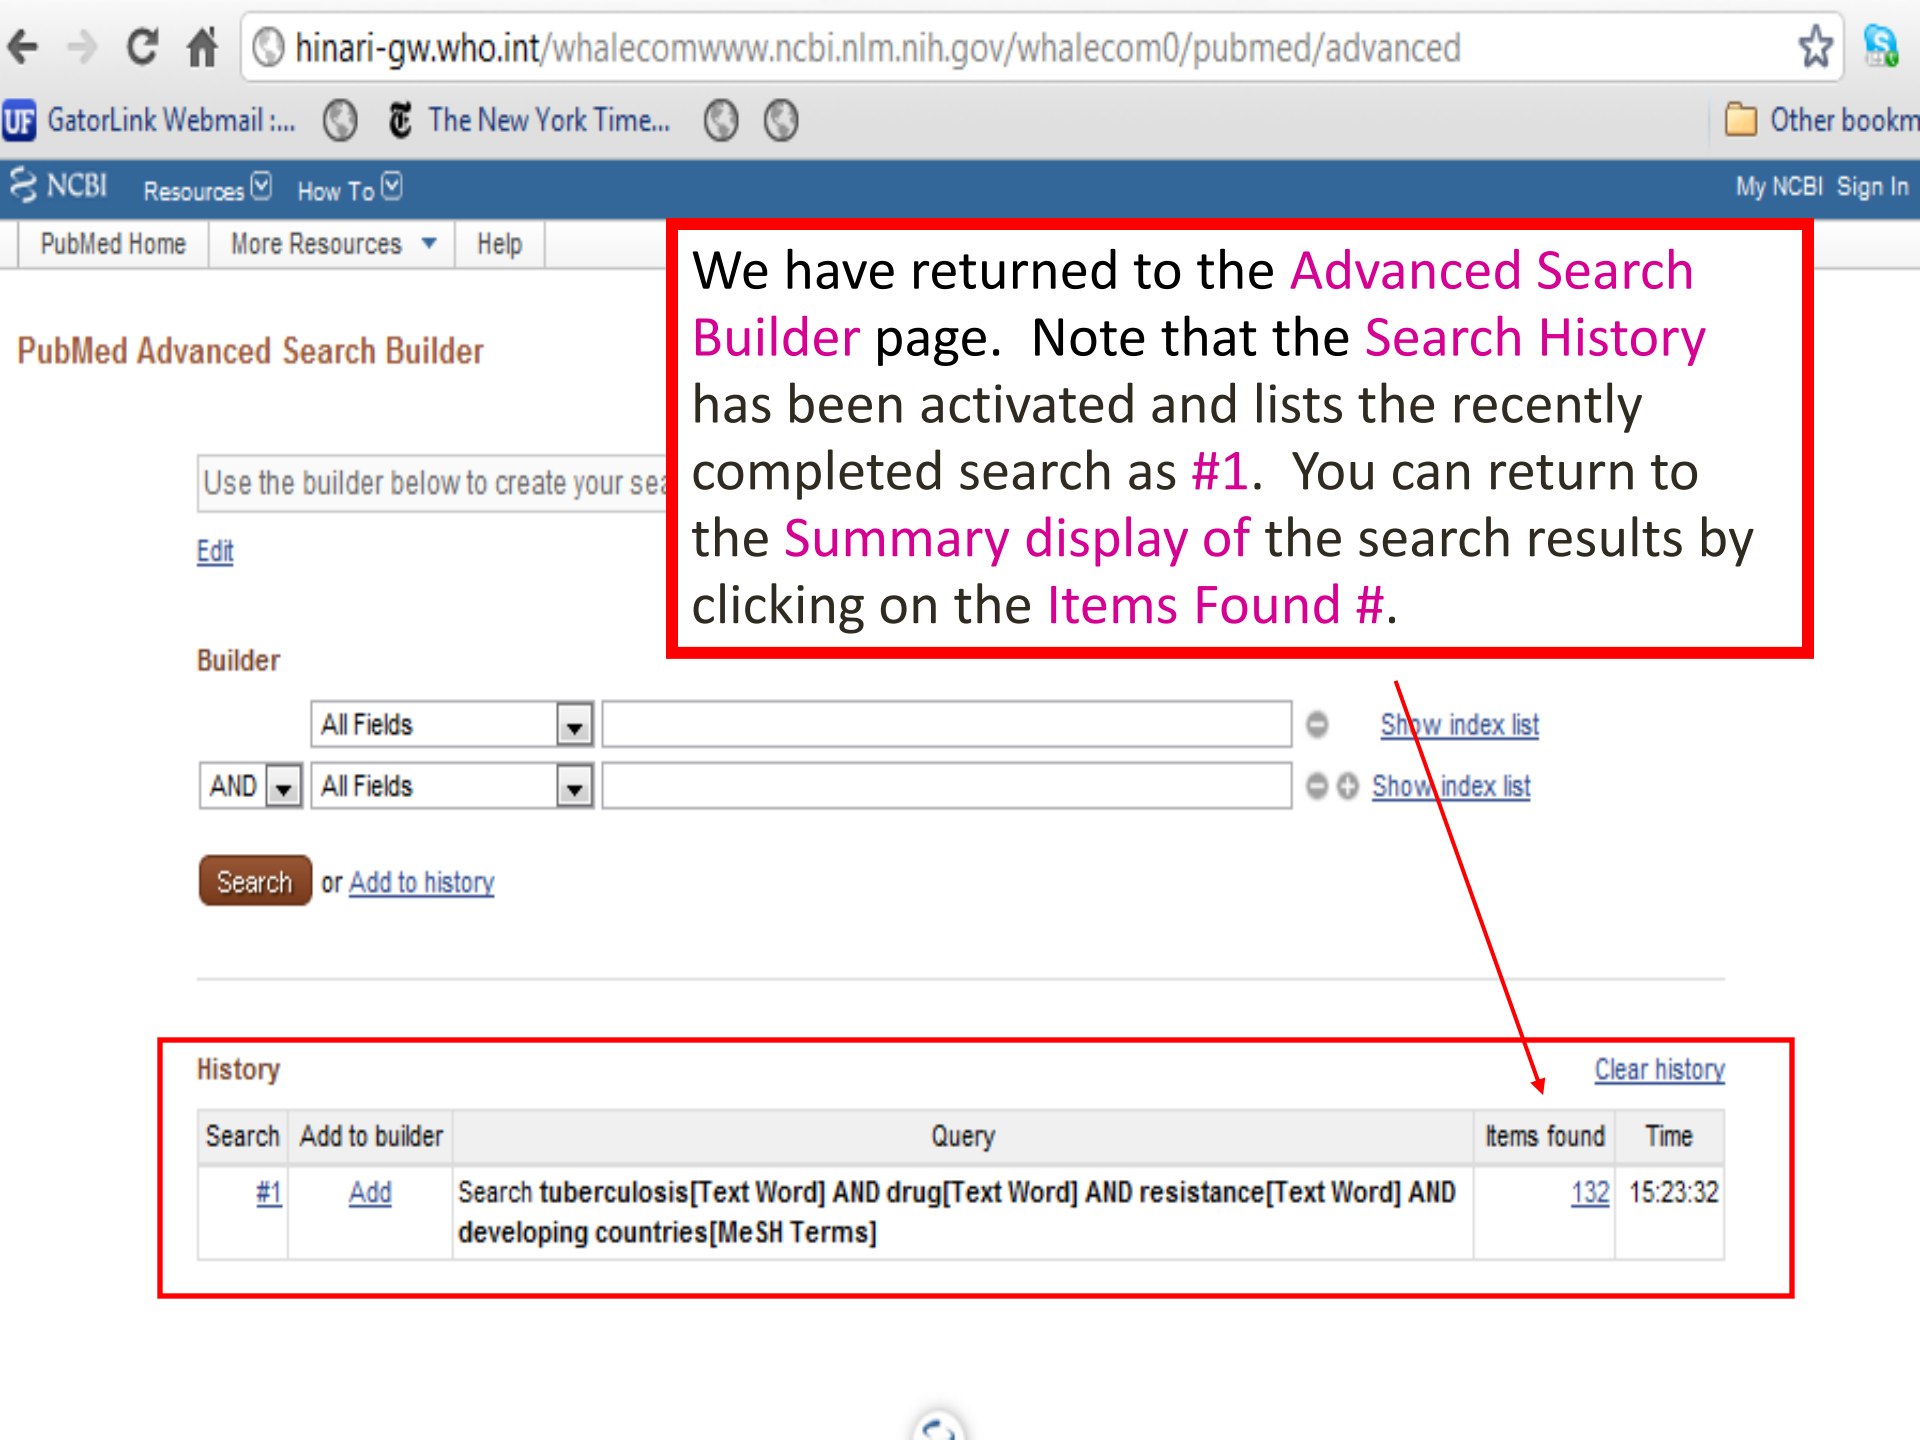 hinari-gw.who.int/whalecomwww.ncbi.nlm.nih.gov/whalecom0/pubmed/advanced
UF GatorLink Webmail :... The New York Time... Other bookm
NCBI Resources How To My NCBI Sign In
PubMed Home More Resources Help
PubMed Advanced Search Builder
We have returned to the Advanced Search
Builder page. Note that the Search History
has been activated and lists the recently
completed search as #1. You can return to
the Summary display of the search results by
clicking on the Items Found #.
Use the builder below to create your sea
Edit
Builder
All Fields Show index list
AND All Fields Show index list
Search or Add to history
History Clear history
Search Add to builder Query Items found Time
#1 Add Search tuberculosis[Text Word] AND drug[Text Word] AND resistance[Text Word] AND 132 15:23:32
developing countries[MeSH Terms]